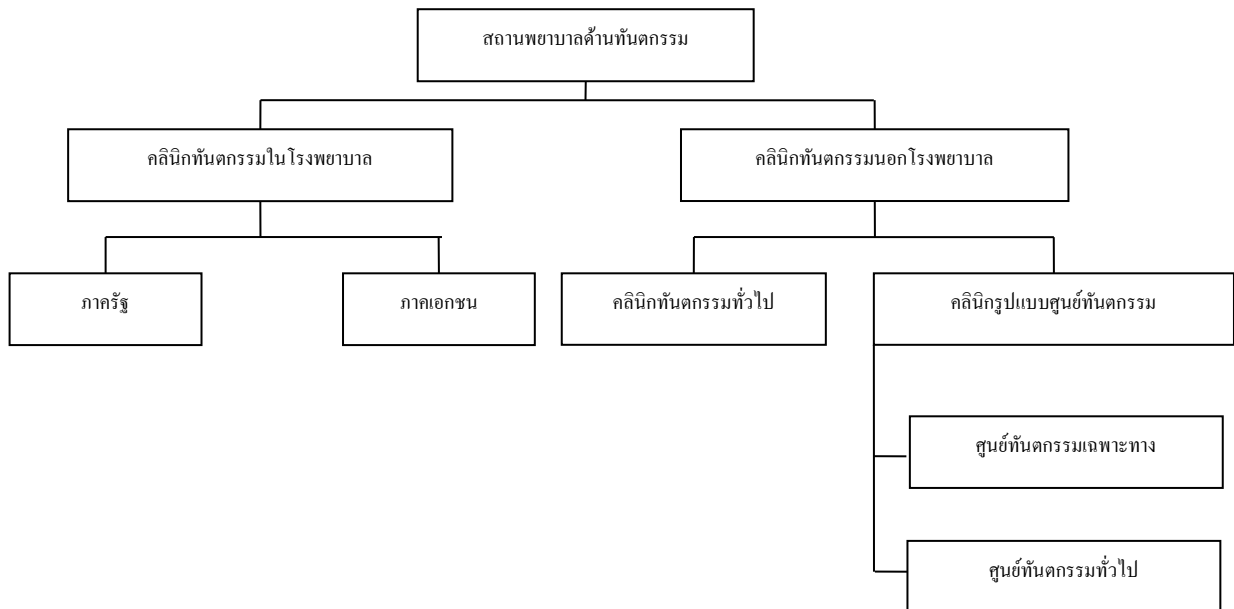 สถานพยาบาลด้านทันตกรรม
คลินิกทันตกรรมในโรงพยาบาล
คลินิกทันตกรรมนอกโรงพยาบาล
ภาครัฐ
ภาคเอกชน
คลินิกทันตกรรมทั่วไป
คลินิกรูปแบบศูนย์ทันตกรรม
ศูนย์ทันตกรรมเฉพาะทาง
ศูนย์ทันตกรรมทั่วไป